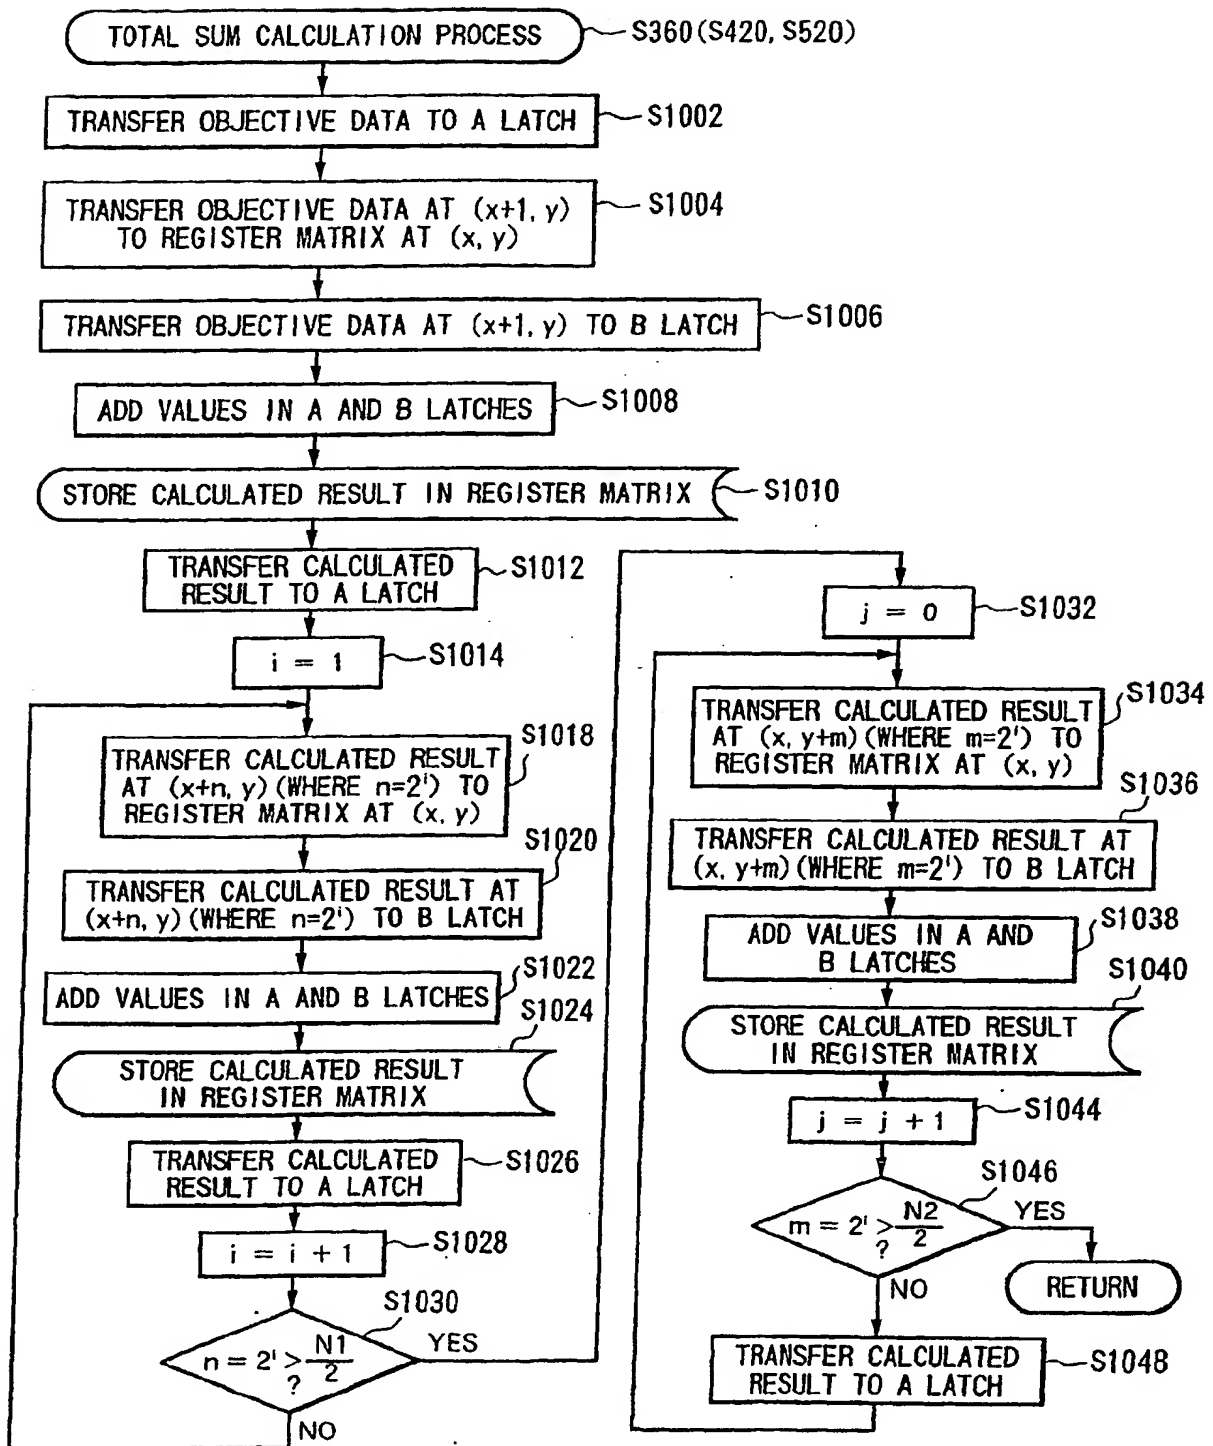 TOTAL SUM CALCULATION PROCESS
S360(S420, S520)
TRANSFER OBJECTIVE DATA TO A LATCH
S1002
TRANSFER OBJECTIVE DATA AT (x+1, y)
TO REGISTER MATRIX AT (x, y)
S1004
TRANSFER OBJECTIVE DATA AT (x+1, y) TO B LATCH
S1006
ADD VALUES IN A AND B LATCHES
S1008
STORE CALCULATED RESULT IN REGISTER MATRIX
S1010
TRANSFER CALCULATED
RESULT TO A LATCH
S1012
i = 1
S1014
TRANSFER CALCULATED RESULT
AT (x+n, y) (WHERE n=2ⁱ) TO
REGISTER MATRIX AT (x, y)
S1018
TRANSFER CALCULATED RESULT AT
(x+n, y) (WHERE n=2ⁱ) TO B LATCH
S1020
ADD VALUES IN A AND B LATCHES
S1022
STORE CALCULATED RESULT
IN REGISTER MATRIX
S1024
TRANSFER CALCULATED
RESULT TO A LATCH
S1026
i = i + 1
S1028
n = 2ⁱ > N1/2
?
S1030
YES
NO
j = 0
S1032
TRANSFER CALCULATED RESULT
AT (x, y+m) (WHERE m=2ⁱ) TO
REGISTER MATRIX AT (x, y)
S1034
TRANSFER CALCULATED RESULT AT
(x, y+m) (WHERE m=2ⁱ) TO B LATCH
S1036
ADD VALUES IN A AND
B LATCHES
S1038
STORE CALCULATED RESULT
IN REGISTER MATRIX
S1040
j = j + 1
S1044
m = 2ⁱ > N2/2
?
S1046
YES
NO
RETURN
TRANSFER CALCULATED
RESULT TO A LATCH
S1048